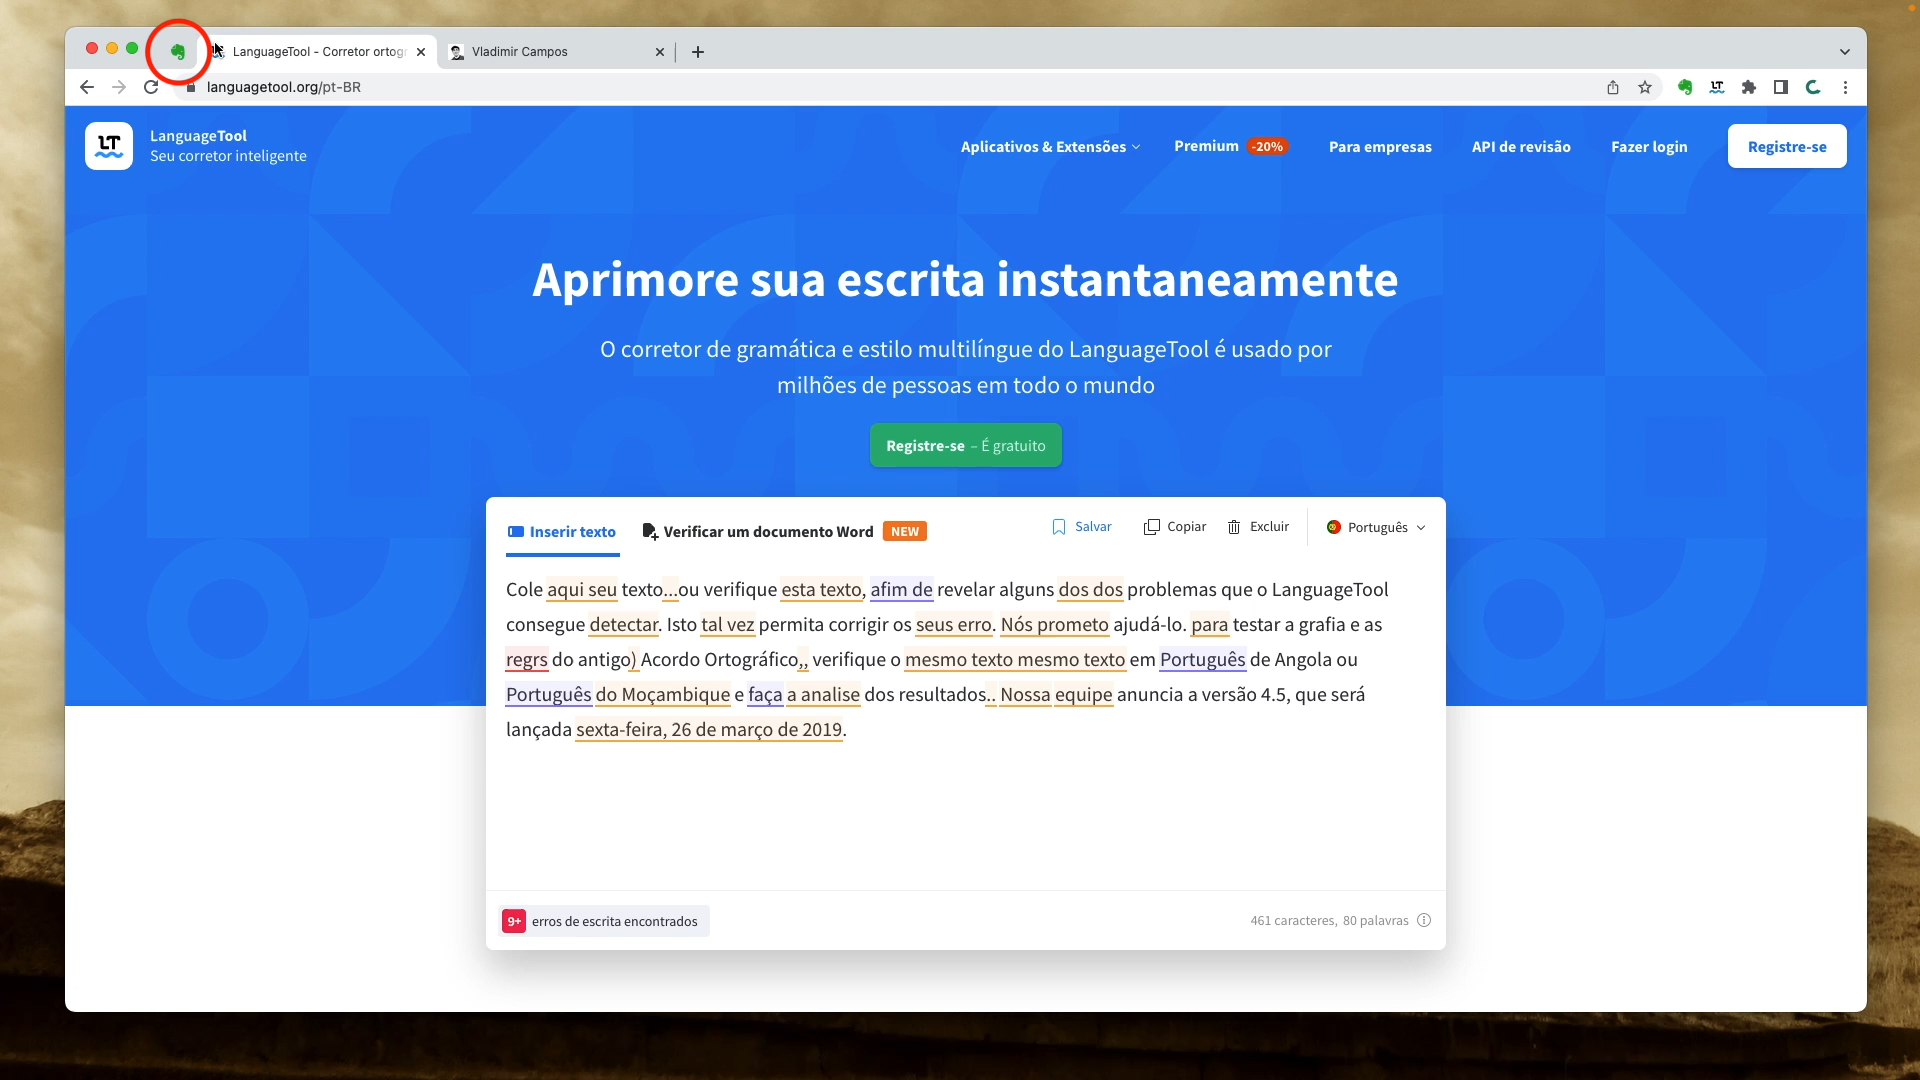 LanguageTool - Corretor ortog
Vladimir Campos
languagetool.org/pt-BR
LT
LanguageTool
Seu corretor inteligente
Aplicativos & Extensões
Premium -20%
Para empresas
API de revisão
Fazer login
Registre-se
Aprimore sua escrita instantaneamente
O corretor de gramática e estilo multilíngue do LanguageTool é usado por
milhões de pessoas em todo o mundo
Registre-se – É gratuito
Inserir texto
Verificar um documento Word NEW
Salvar
Copiar
Excluir
Português
Cole aqui seu texto...ou verifique esta texto, afim de revelar alguns dos dos problemas que o LanguageTool
consegue detectar. Isto tal vez permita corrigir os seus erro. Nós prometo ajudá-lo. para testar a grafia e as
regrs do antigo) Acordo Ortográfico,, verifique o mesmo texto mesmo texto em Português de Angola ou
Português do Moçambique e faça a analise dos resultados.. Nossa equipe anuncia a versão 4.5, que será
lançada sexta-feira, 26 de março de 2019.
9+ erros de escrita encontrados
461 caracteres, 80 palavras